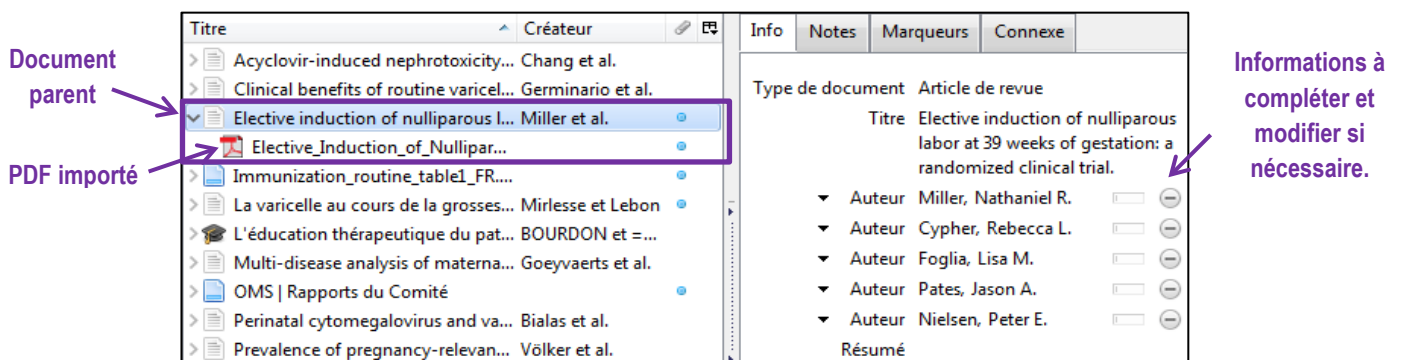 Document
parent
PDF importé
Titre Créateur
Acyclovir-induced nephrotoxicity... Chang et al.
Clinical benefits of routine varicel... Germinario et al.
Elective induction of nulliparous l... Miller et al.
Elective_Induction_of_Nullipar...
Immunization_routine_table1_FR....
La varicelle au cours de la grosses... Mirlesse et Lebon
L'éducation thérapeutique du pat... BOURDON et =...
Multi-disease analysis of materna... Goeyvaerts et al.
OMS | Rapports du Comité
Perinatal cytomegalovirus and va... Bialas et al.
Prevalence of pregnancy-relevan... Völker et al.
Info Notes Marqueurs Connexe
Type de document Article de revue
Titre Elective induction of nulliparous
labor at 39 weeks of gestation: a
randomized clinical trial.
Auteur Miller, Nathaniel R.
Auteur Cypher, Rebecca L.
Auteur Foglia, Lisa M.
Auteur Pates, Jason A.
Auteur Nielsen, Peter E.
Résumé
Informations à
compléter et
modifier si
nécessaire.